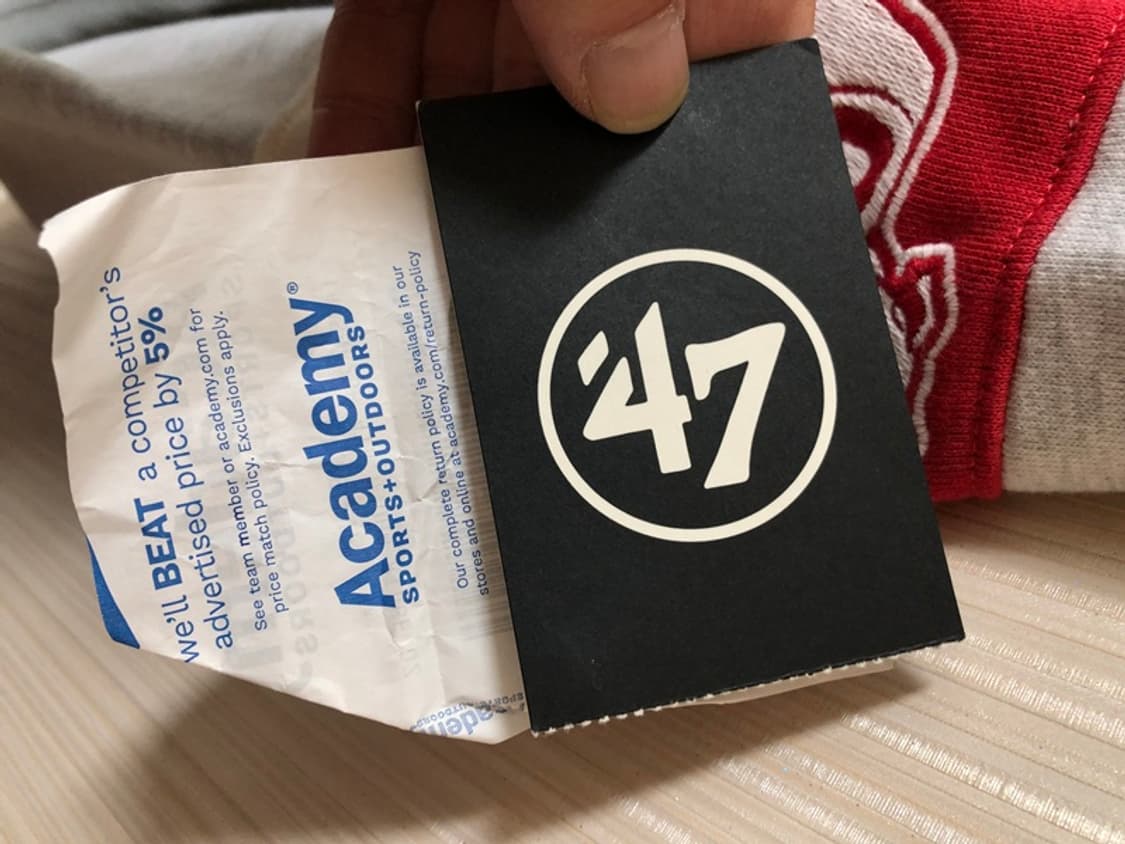 we'll BEAT a competitor's
advertised price by 5%
see team member or academy.com for
price match policy. Exclusions apply.
Academy®
SPORTS+OUTDOORS
Our complete return policy is available in our
stores and online at academy.com/return-policy
'47